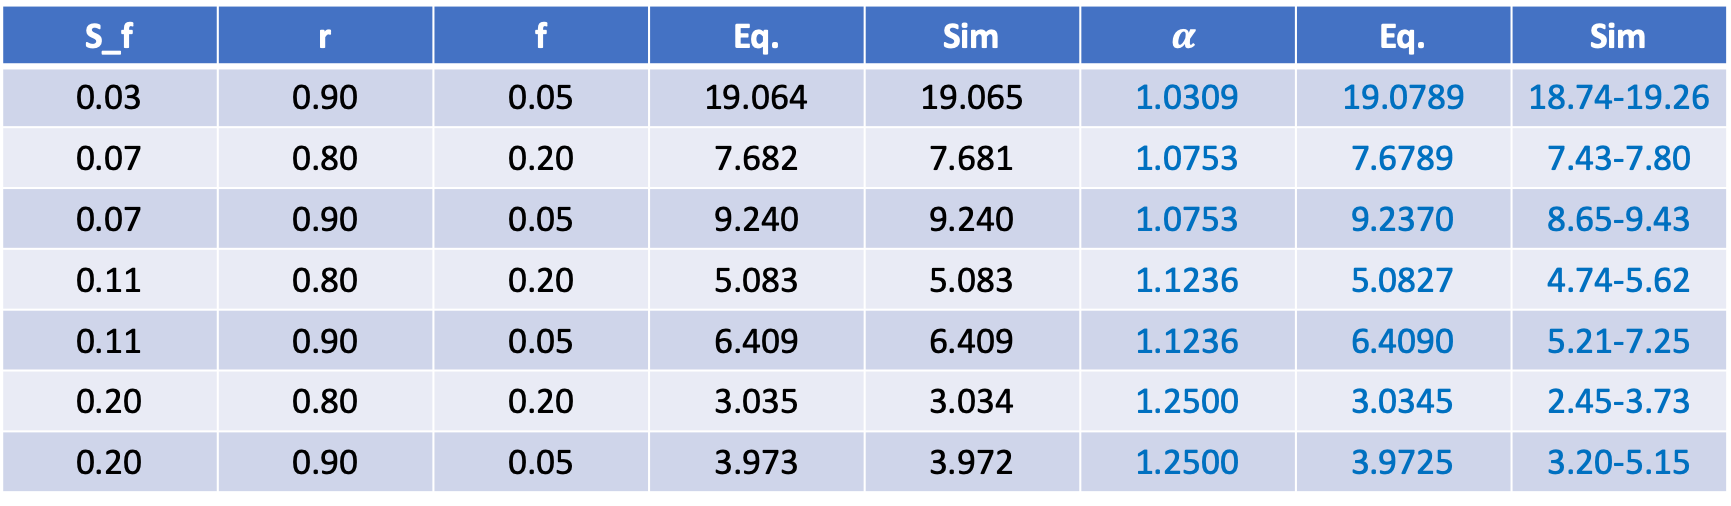 S_f r f Eq. Sim α Eq. Sim
0.03 0.90 0.05 19.064 19.065 1.0309 19.0789 18.74-19.26
0.07 0.80 0.20 7.682 7.681 1.0753 7.6789 7.43-7.80
0.07 0.90 0.05 9.240 9.240 1.0753 9.2370 8.65-9.43
0.11 0.80 0.20 5.083 5.083 1.1236 5.0827 4.74-5.62
0.11 0.90 0.05 6.409 6.409 1.1236 6.4090 5.21-7.25
0.20 0.80 0.20 3.035 3.034 1.2500 3.0345 2.45-3.73
0.20 0.90 0.05 3.973 3.972 1.2500 3.9725 3.20-5.15